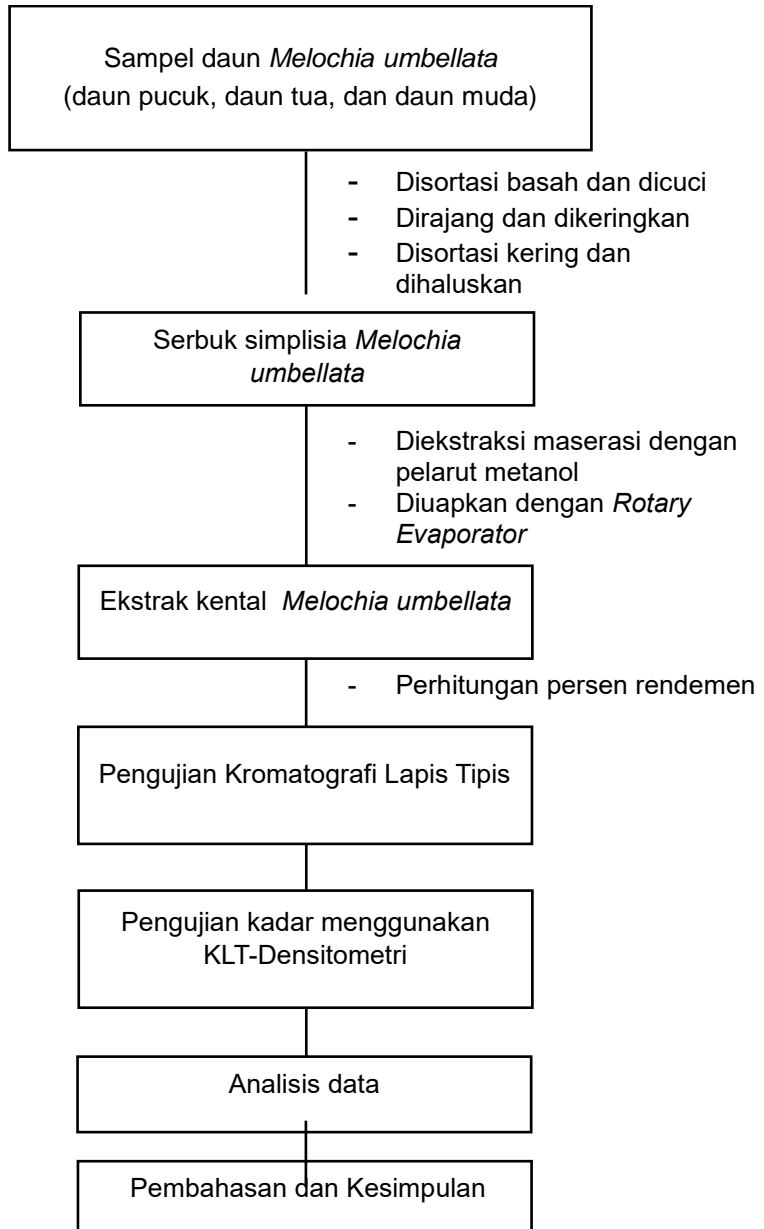 Sampel daun Melochia umbellata
(daun pucuk, daun tua, dan daun muda)
- Disortasi basah dan dicuci
- Dirajang dan dikeringkan
- Disortasi kering dan
dihaluskan
Serbuk simplisia Melochia
umbellata
- Diekstraksi maserasi dengan
pelarut metanol
- Diuapkan dengan Rotary
Evaporator
Ekstrak kental Melochia umbellata
- Perhitungan persen rendemen
Pengujian Kromatografi Lapis Tipis
Pengujian kadar menggunakan
KLT-Densitometri
Analisis data
Pembahasan dan Kesimpulan